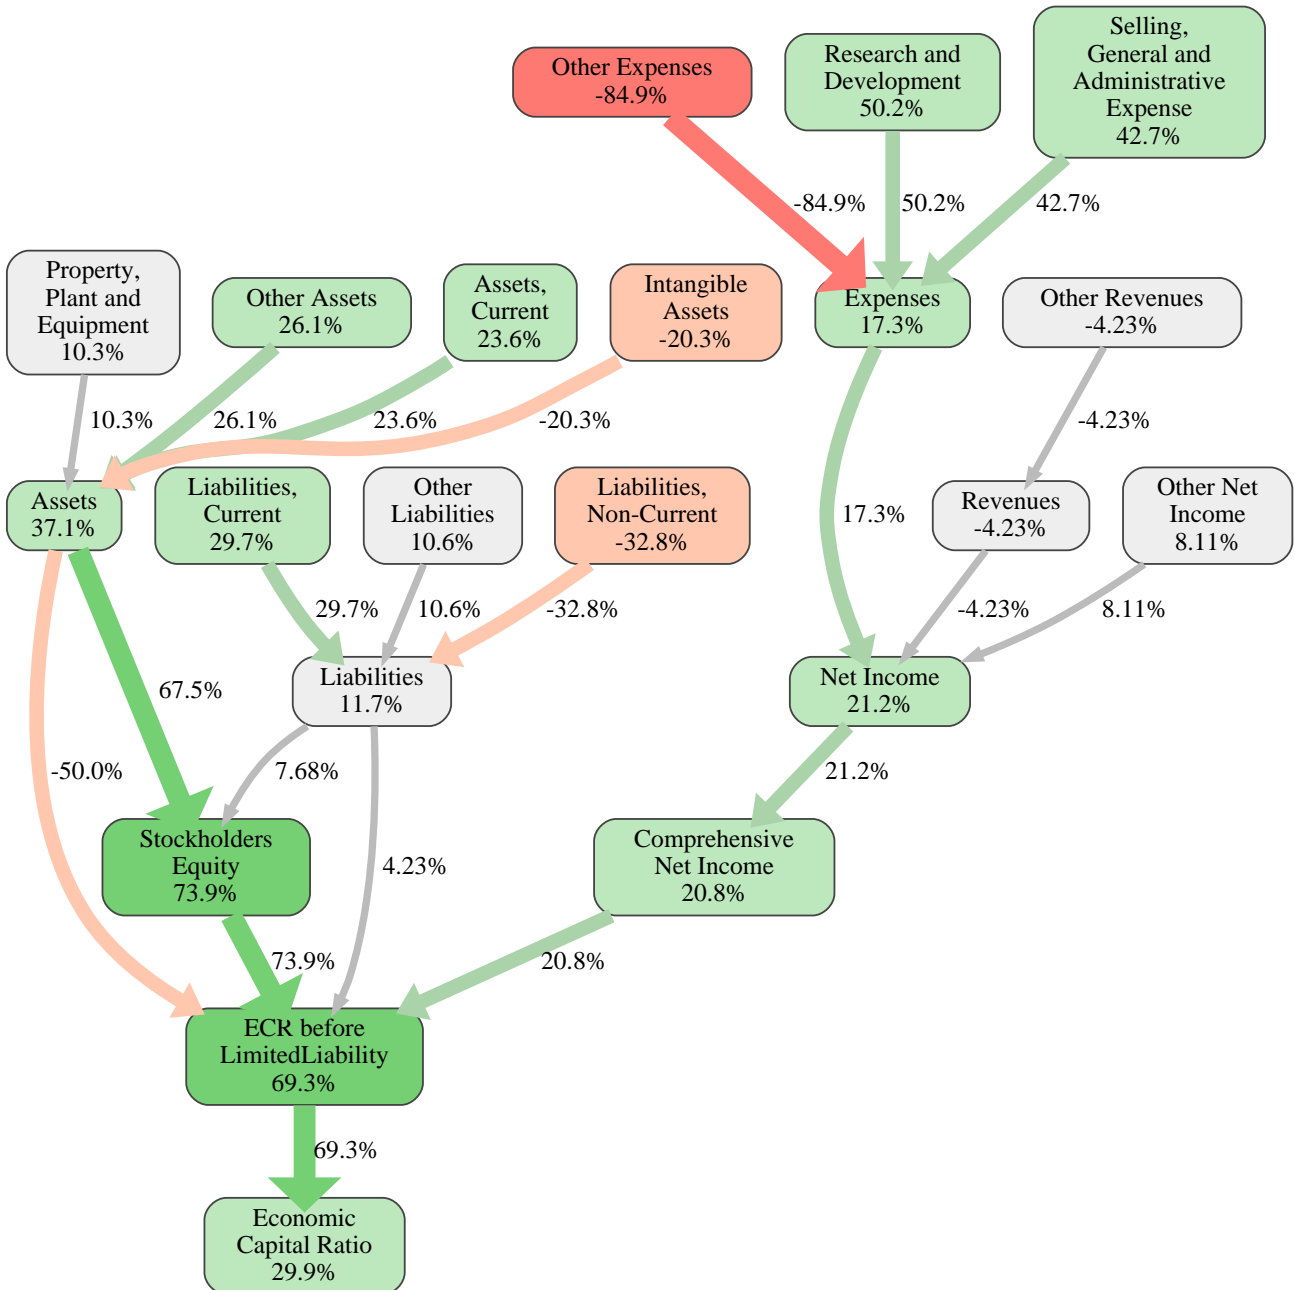 Selling,
General and
Administrative
Expense
42.7%
Research and
Development
50.2%
Other Expenses
-84.9%
-84.9%
50.2%
42.7%
Property,
Plant and
Equipment
10.3%
Other Assets
26.1%
Assets,
Current
23.6%
Intangible
Assets
-20.3%
Expenses
17.3%
Other Revenues
-4.23%
10.3%
26.1%
23.6%
-20.3%
-4.23%
Assets
37.1%
Liabilities,
Current
29.7%
Other
Liabilities
10.6%
Liabilities,
Non-Current
-32.8%
17.3%
Revenues
-4.23%
Other Net
Income
8.11%
29.7%
10.6%
-32.8%
-4.23%
8.11%
67.5%
Liabilities
11.7%
Net Income
21.2%
-50.0%
7.68%
21.2%
Stockholders
Equity
73.9%
4.23%
Comprehensive
Net Income
20.8%
73.9%
20.8%
ECR before
LimitedLiability
69.3%
69.3%
Economic
Capital Ratio
29.9%